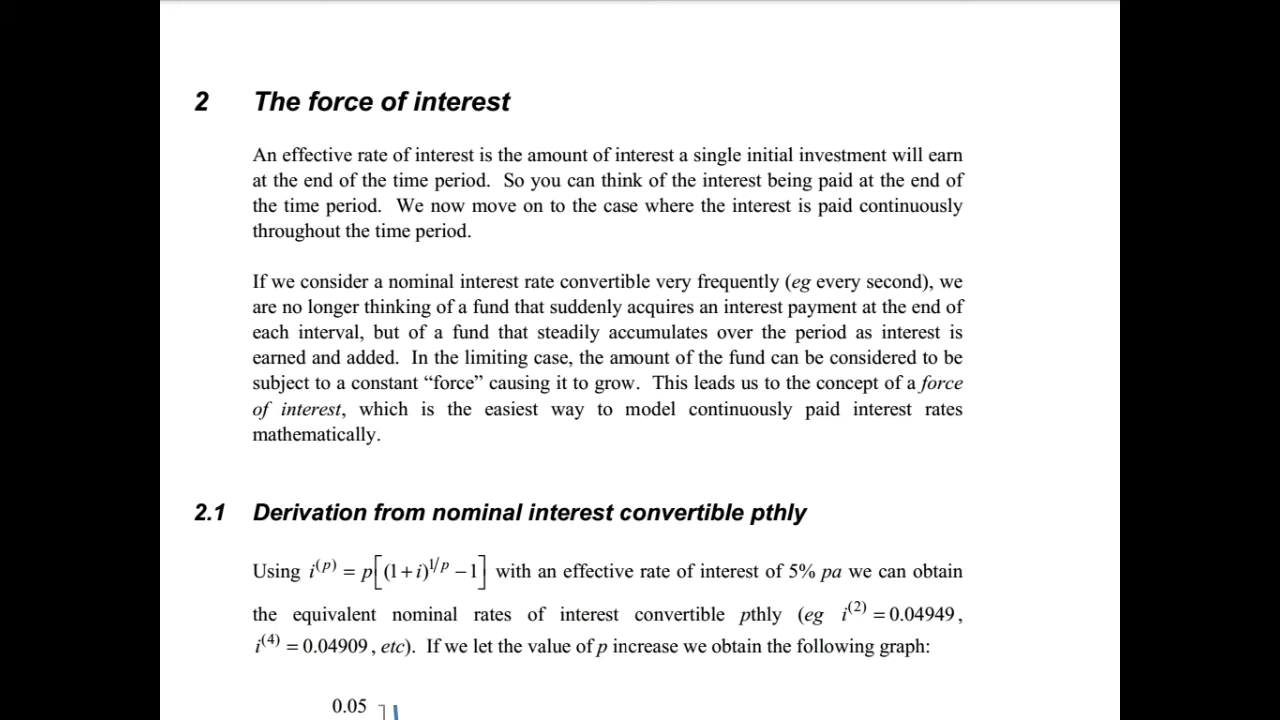 2 The force of interest
An effective rate of interest is the amount of interest a single initial investment will earn
at the end of the time period. So you can think of the interest being paid at the end of
the time period. We now move on to the case where the interest is paid continuously
throughout the time period.
If we consider a nominal interest rate convertible very frequently (eg every second), we
are no longer thinking of a fund that suddenly acquires an interest payment at the end of
each interval, but of a fund that steadily accumulates over the period as interest is
earned and added. In the limiting case, the amount of the fund can be considered to be
subject to a constant “force” causing it to grow. This leads us to the concept of a force
of interest, which is the easiest way to model continuously paid interest rates
mathematically.
2.1 Derivation from nominal interest convertible pthly
Using i^(p) = p[(1+i)^1/p −1] with an effective rate of interest of 5% pa we can obtain
the equivalent nominal rates of interest convertible pthly (eg i^(2) = 0.04949,
i^(4) = 0.04909, etc). If we let the value of p increase we obtain the following graph:
0.05